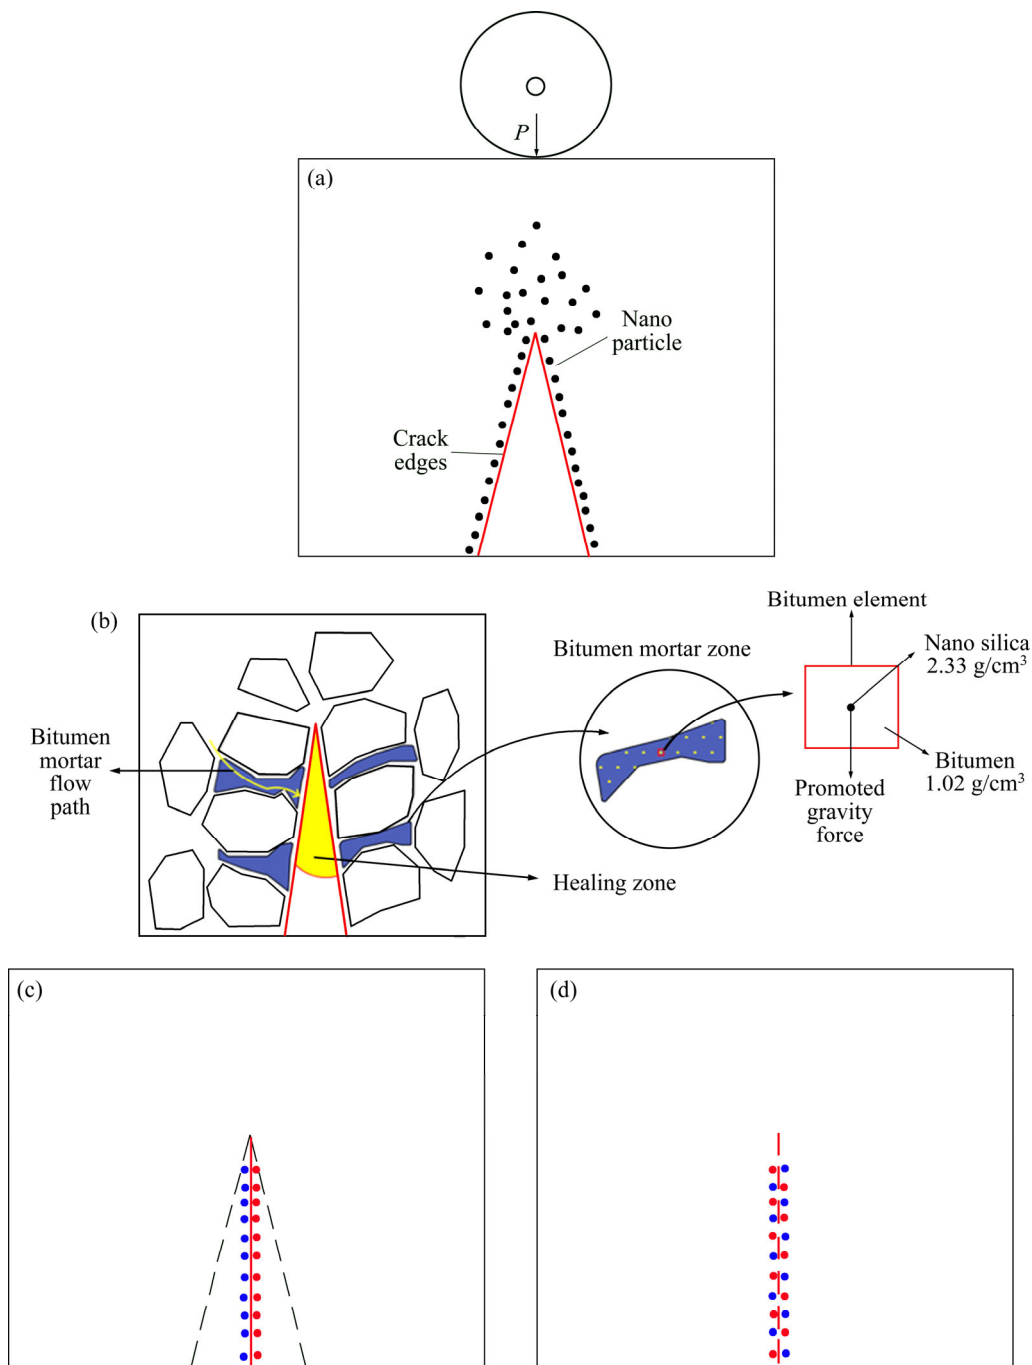 P
(a)
Nano
particle
Crack
edges
(b)
Bitumen element
Bitumen mortar zone
Nano silica
2.33 g/cm³
Bitumen
mortar
flow
path
Bitumen
1.02 g/cm³
Promoted
gravity
force
Healing zone
(c)
(d)